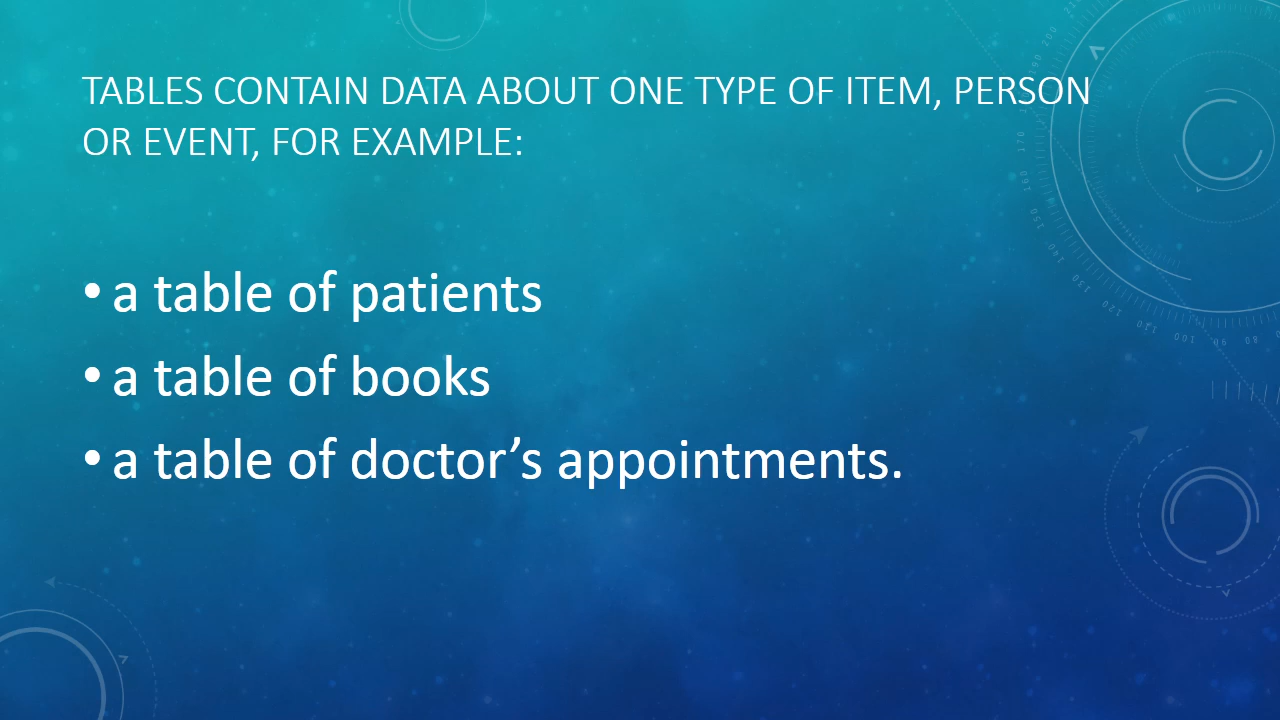 TABLES CONTAIN DATA ABOUT ONE TYPE OF ITEM, PERSON
OR EVENT, FOR EXAMPLE:
• a table of patients
• a table of books
• a table of doctor’s appointments.